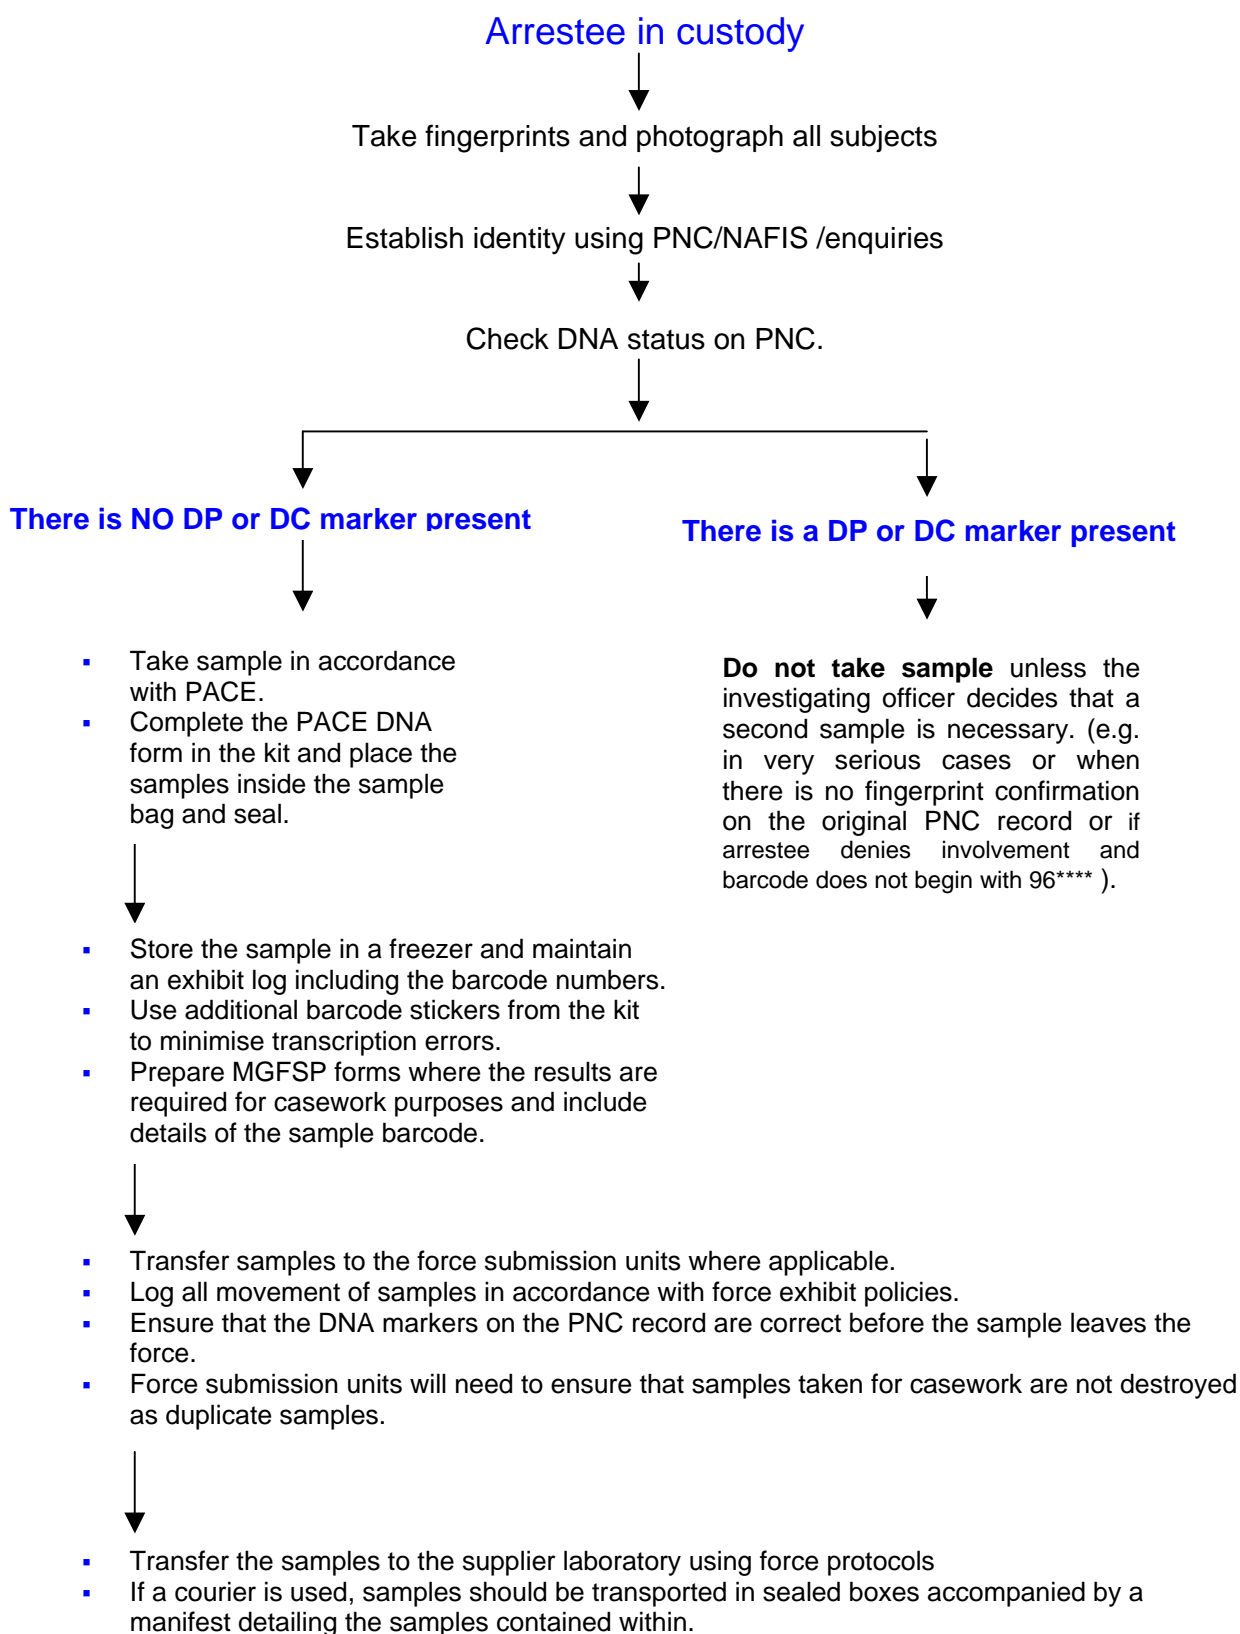 Arrestee in custody
Take fingerprints and photograph all subjects
Establish identity using PNC/NAFIS /enquiries
Check DNA status on PNC.
There is NO DP or DC marker present
▪ Take sample in accordance
with PACE.
▪ Complete the PACE DNA
form in the kit and place the
samples inside the sample
bag and seal.
There is a DP or DC marker present
Do not take sample unless the
investigating officer decides that a
second sample is necessary. (e.g.
in very serious cases or when
there is no fingerprint confirmation
on the original PNC record or if
arrestee denies involvement and
barcode does not begin with 96**** ).
▪ Store the sample in a freezer and maintain
an exhibit log including the barcode numbers.
▪ Use additional barcode stickers from the kit
to minimise transcription errors.
▪ Prepare MGFSP forms where the results are
required for casework purposes and include
details of the sample barcode.
▪ Transfer samples to the force submission units where applicable.
▪ Log all movement of samples in accordance with force exhibit policies.
▪ Ensure that the DNA markers on the PNC record are correct before the sample leaves the
force.
▪ Force submission units will need to ensure that samples taken for casework are not destroyed
as duplicate samples.
▪ Transfer the samples to the supplier laboratory using force protocols
▪ If a courier is used, samples should be transported in sealed boxes accompanied by a
manifest detailing the samples contained within.